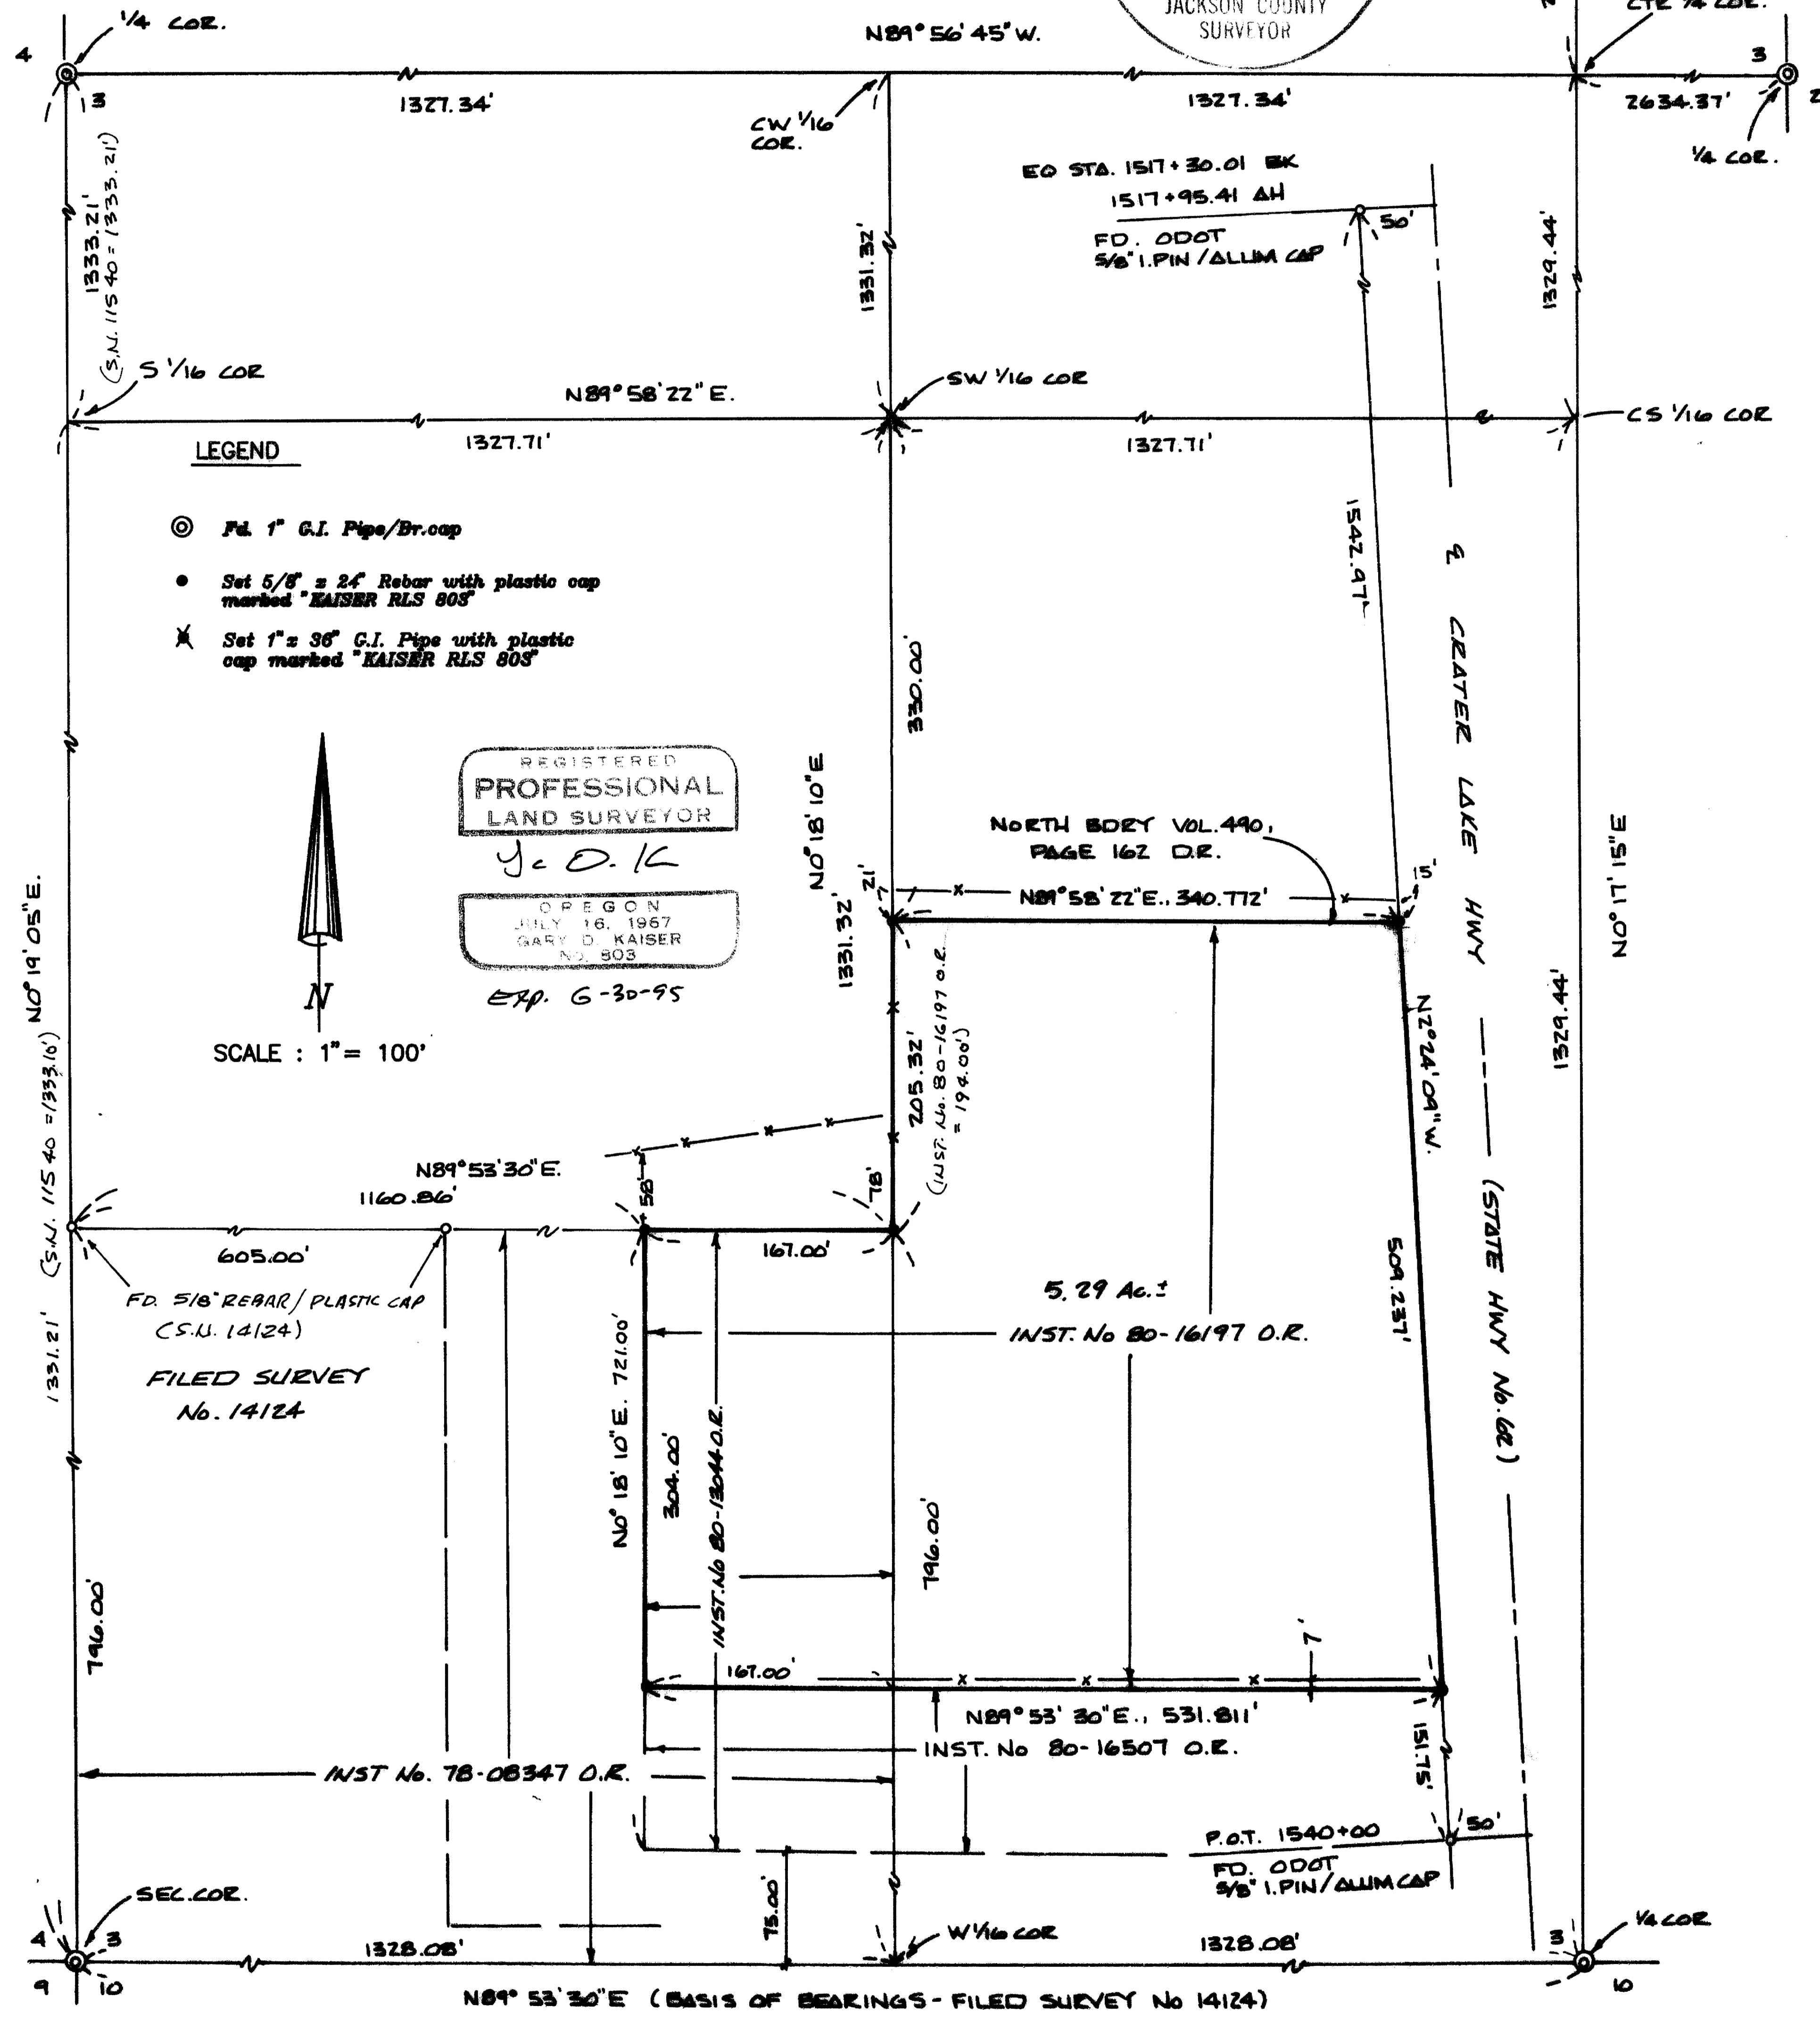 JACKSON COUNTY
SURVEYOR
1/4 COR.
N89° 56' 45" W.
CTR 1/4 COR.
4
3
3
2
1327.34'
1327.34'
2634.37'
CW 1/16
COR.
1/4 COR.
1333.21'
(S.N. 11540 = 1333.21')
EQ STA. 1517+30.01 BK
1517+95.41 AH
50'
FD. ODOT
5/8" I.PIN /ALLUM CAP
1331.32'
1329.44'
S 1/16 COR
N89° 58' 22" E.
SW 1/16 COR
CS 1/16 COR
1327.71'
1327.71'
LEGEND
Fd. 1" G.I. Pipe/Br.cap
Set 5/8" x 24" Rebar with plastic cap
marked "KAISER RLS 803"
Set 1" x 36" G.I. Pipe with plastic
cap marked "KAISER RLS 803"
1542.97'
330.00'
CRATER LAKE HWY (STATE HWY No. 62)
REGISTERED
PROFESSIONAL
LAND SURVEYOR
OREGON
JULY 16, 1967
GARY D. KAISER
NO. 803
EXP. 6-30-95
N
SCALE : 1" = 100'
N0° 18' 10" E
1331.32'
21'
NORTH BDRY VOL. 490,
PAGE 162 D.R.
15'
N89° 58' 22" E., 340.772'
N0° 17' 15" E
1329.44'
N0° 19' 05" E.
(S.N. 11540 = 1333.16')
1331.21'
205.32'
(INST. No. 80-16197 O.R.
= 194.00')
N2° 24' 09" W.
509.237'
N89° 53' 30" E.
1160.86'
58'
78'
605.00'
167.00'
FD. 5/8" REBAR / PLASTIC CAP
(S.N. 14124)
FILED SURVEY
No. 14124
5.29 Ac.±
INST. No 80-16197 O.R.
N0° 18' 10" E. 721.00'
304.00'
INST. No 80-13044 O.R.
796.00'
796.00'
167.00'
7'
N89° 53' 30" E., 531.811'
INST. No 80-16507 O.R.
INST No. 78-08347 O.R.
151.75'
P.O.T. 1540+00
50'
FD. ODOT
5/8" I.PIN / ALLUM CAP
75.00'
SEC. COR.
W 1/16 COR
1/4 COR
4
3
3
1328.08'
1328.08'
9
10
10
N89° 53' 30" E (BASIS OF BEARINGS - FILED SURVEY No 14124)